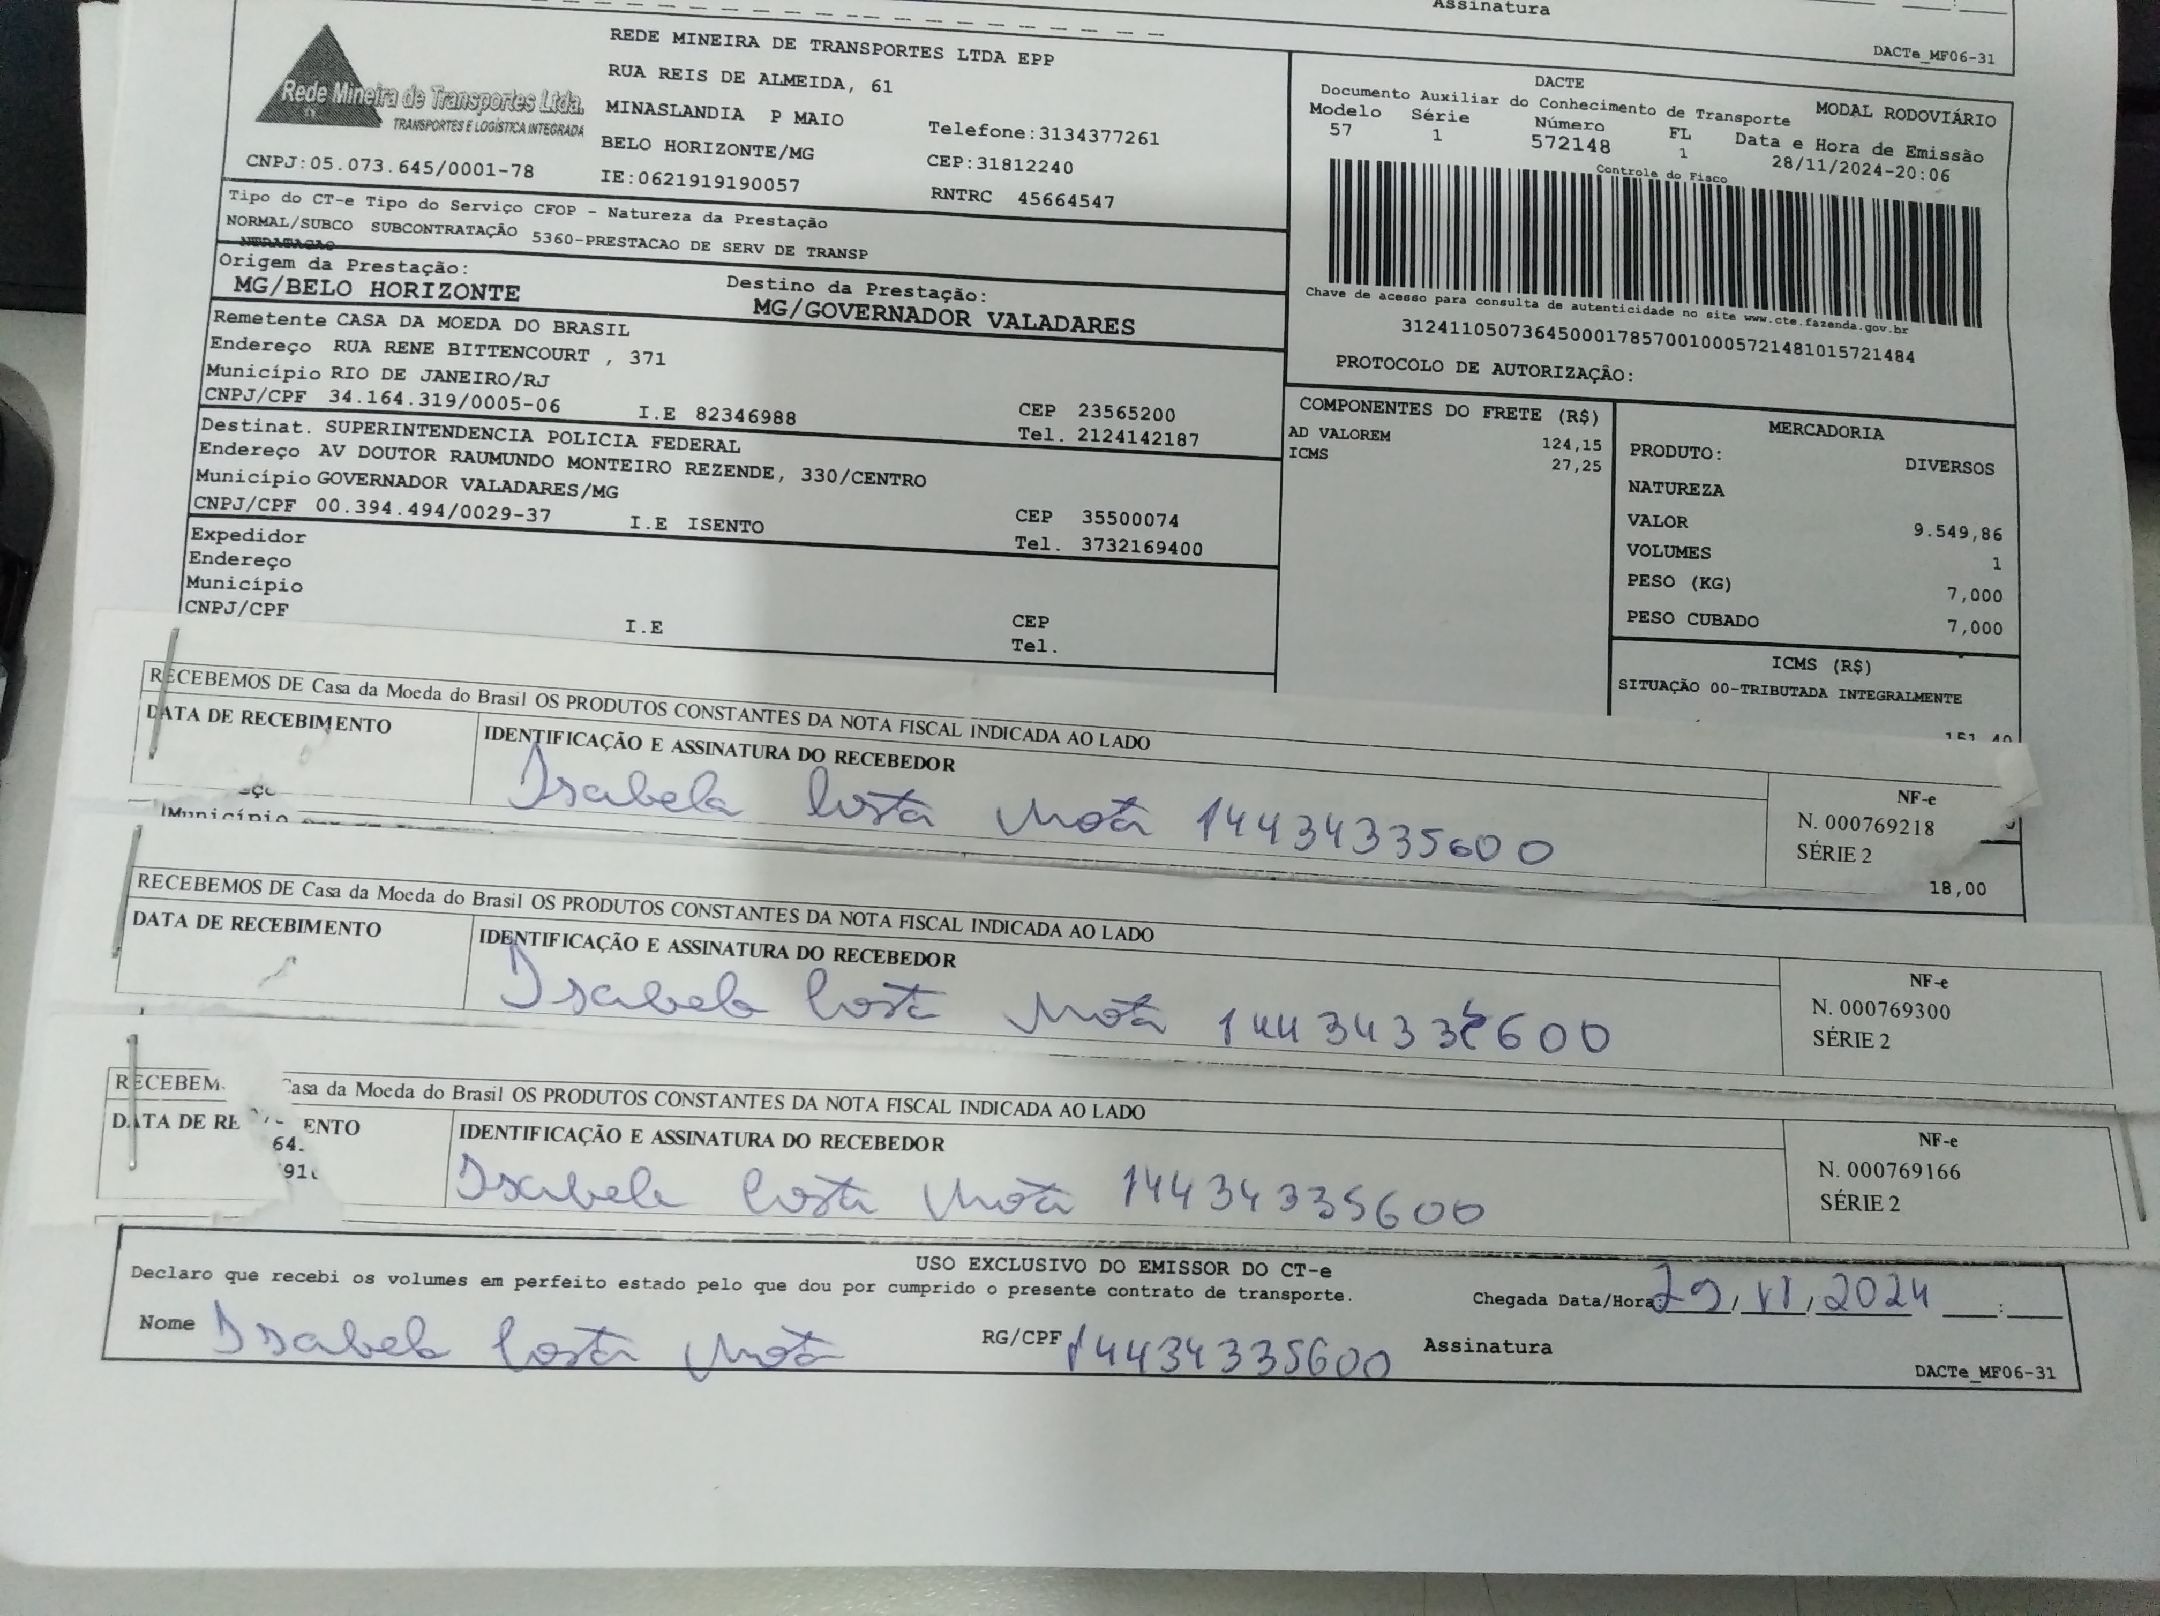 Assinatura
DACTe_MF06-31
Rede Mineira de Transportes Ltda.
TRANSPORTES E LOGÍSTICA INTEGRADA
CNPJ:05.073.645/0001-78
REDE MINEIRA DE TRANSPORTES LTDA EPP
RUA REIS DE ALMEIDA, 61
MINASLANDIA P MAIO
Telefone:3134377261
BELO HORIZONTE/MG
CEP:31812240
IE:0621919190057
RNTRC 45664547
DACTE
Documento Auxiliar do Conhecimento de Transporte
MODAL RODOVIÁRIO
Modelo Série Número FL Data e Hora de Emissão
57 1 572148 1 28/11/2024-20:06
Controle do Fisco
Chave de acesso para consulta de autenticidade no site www.cte.fazenda.gov.br
31241105073645000178570010005721481015721484
PROTOCOLO DE AUTORIZAÇÃO:
Tipo do CT-e Tipo do Serviço CFOP - Natureza da Prestação
NORMAL/SUBCO SUBCONTRATAÇÃO 5360-PRESTACAO DE SERV DE TRANSP
NTRATACAO
Origem da Prestação:
MG/BELO HORIZONTE
Destino da Prestação:
MG/GOVERNADOR VALADARES
Remetente CASA DA MOEDA DO BRASIL
Endereço RUA RENE BITTENCOURT , 371
Município RIO DE JANEIRO/RJ
CEP 23565200
CNPJ/CPF 34.164.319/0005-06 I.E 82346988 Tel. 2124142187
Destinat. SUPERINTENDENCIA POLICIA FEDERAL
Endereço AV DOUTOR RAUMUNDO MONTEIRO REZENDE, 330/CENTRO
Município GOVERNADOR VALADARES/MG
CEP 35500074
CNPJ/CPF 00.394.494/0029-37 I.E ISENTO Tel. 3732169400
Expedidor
Endereço
Município
CEP
CNPJ/CPF I.E Tel.
COMPONENTES DO FRETE (R$)
AD VALOREM 124,15
ICMS 27,25
MERCADORIA
PRODUTO: DIVERSOS
NATUREZA
VALOR 9.549,86
VOLUMES 1
PESO (KG) 7,000
PESO CUBADO 7,000
ICMS (R$)
SITUAÇÃO 00-TRIBUTADA INTEGRALMENTE
151,40
18,00
RECEBEMOS DE Casa da Moeda do Brasil OS PRODUTOS CONSTANTES DA NOTA FISCAL INDICADA AO LADO
DATA DE RECEBIMENTO
IDENTIFICAÇÃO E ASSINATURA DO RECEBEDOR
Isabela Costa Mota 14434335600
NF-e
N. 000769218
SÉRIE 2
Município
RECEBEMOS DE Casa da Moeda do Brasil OS PRODUTOS CONSTANTES DA NOTA FISCAL INDICADA AO LADO
DATA DE RECEBIMENTO
IDENTIFICAÇÃO E ASSINATURA DO RECEBEDOR
Isabela Costa Mota 14434335600
NF-e
N. 000769300
SÉRIE 2
RECEBEM Casa da Moeda do Brasil OS PRODUTOS CONSTANTES DA NOTA FISCAL INDICADA AO LADO
DATA DE RE ENTO
IDENTIFICAÇÃO E ASSINATURA DO RECEBEDOR
Isabela Costa Mota 14434335600
NF-e
N. 000769166
SÉRIE 2
USO EXCLUSIVO DO EMISSOR DO CT-e
Declaro que recebi os volumes em perfeito estado pelo que dou por cumprido o presente contrato de transporte.
Chegada Data/Hora 29/11/2024 __:__
Nome Isabela Costa Mota RG/CPF 14434335600 Assinatura
DACTe_MF06-31